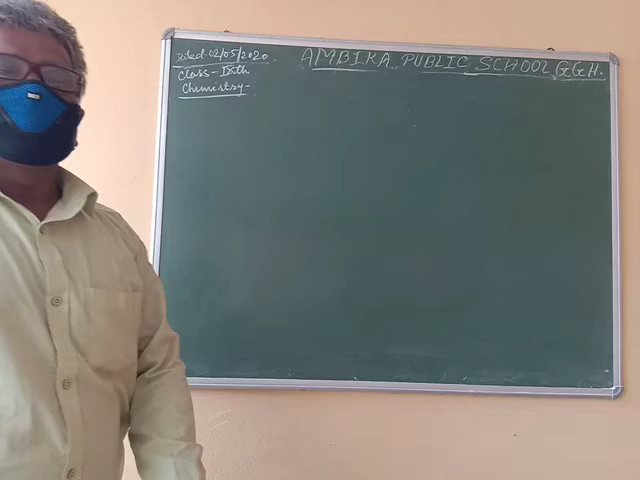 Dated-02/05/2020.
AMBIKA PUBLIC SCHOOL, GGH.
Class-IXth
Chemistry-